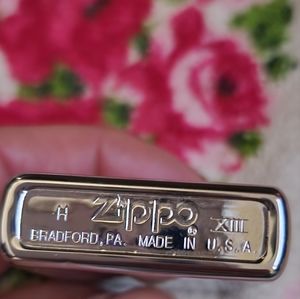 H Zippo ® XIII
BRADFORD, PA. MADE IN U.S.A.